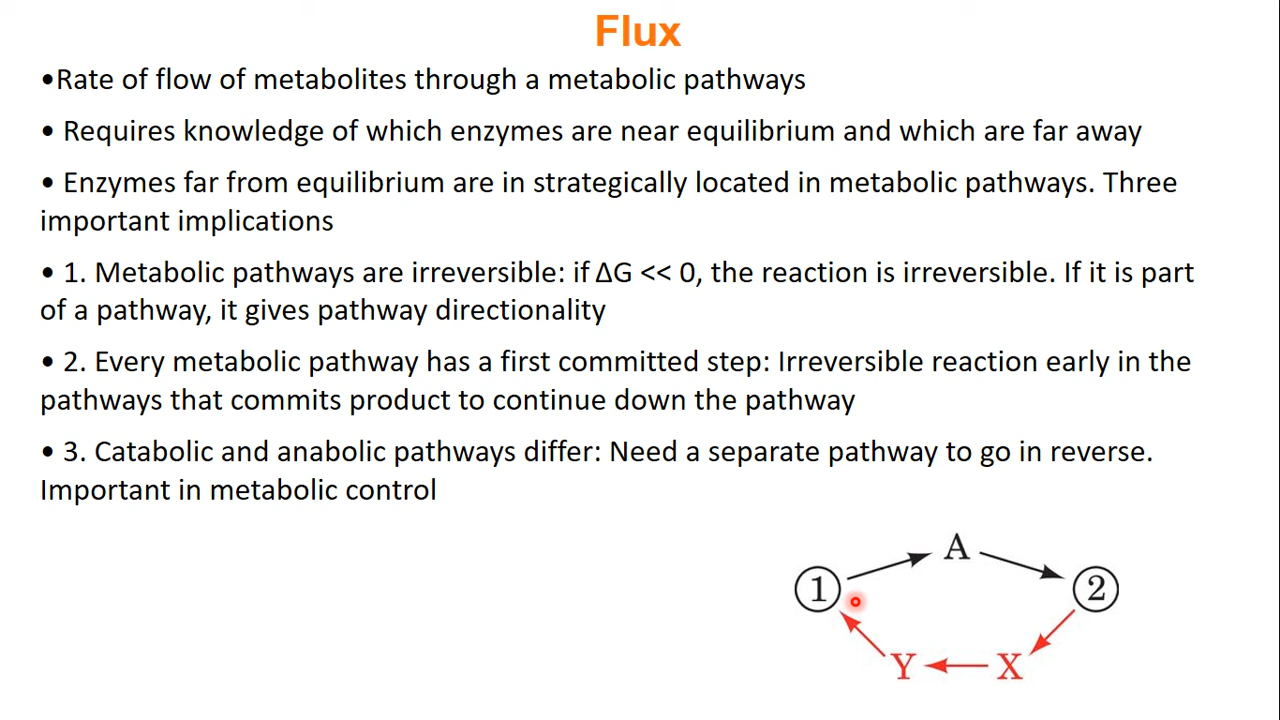 Flux
•Rate of flow of metabolites through a metabolic pathways
• Requires knowledge of which enzymes are near equilibrium and which are far away
• Enzymes far from equilibrium are in strategically located in metabolic pathways. Three
important implications
• 1. Metabolic pathways are irreversible: if ΔG << 0, the reaction is irreversible. If it is part
of a pathway, it gives pathway directionality
• 2. Every metabolic pathway has a first committed step: Irreversible reaction early in the
pathways that commits product to continue down the pathway
• 3. Catabolic and anabolic pathways differ: Need a separate pathway to go in reverse.
Important in metabolic control
A
1
2
Y
X